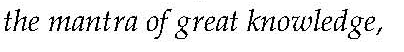 the mantra of great knowledge,